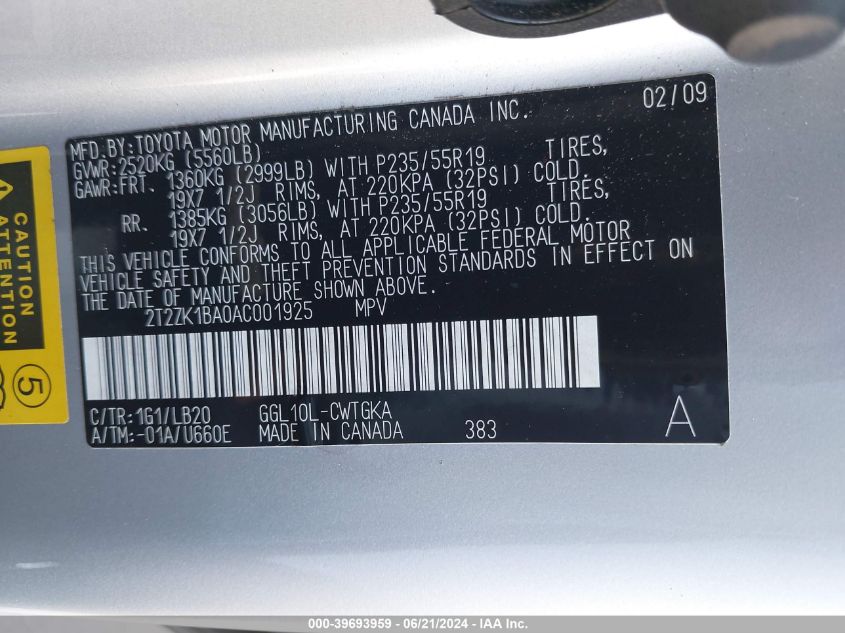 02/09
MFD.BY:TOYOTA MOTOR MANUFACTURING CANADA INC.
GVWR:2520KG (5560LB)
GAWR:FRT. 1360KG (2999LB) WITH P235/55R19 TIRES,
19X7 1/2J RIMS, AT 220KPA (32PSI) COLD.
RR. 1385KG (3056LB) WITH P235/55R19 TIRES,
19X7 1/2J RIMS, AT 220KPA (32PSI) COLD.
THIS VEHICLE CONFORMS TO ALL APPLICABLE FEDERAL MOTOR
VEHICLE SAFETY AND THEFT PREVENTION STANDARDS IN EFFECT ON
THE DATE OF MANUFACTURE SHOWN ABOVE.
2T2ZK1BA0AC001925 MPV
C/TR:1G1/LB20 GGL10L-CWTGKA
A/TM:-01A/U660E MADE IN CANADA 383 A
CAUTION
5
000-39693959 - 06/21/2024 - IAA, Inc.